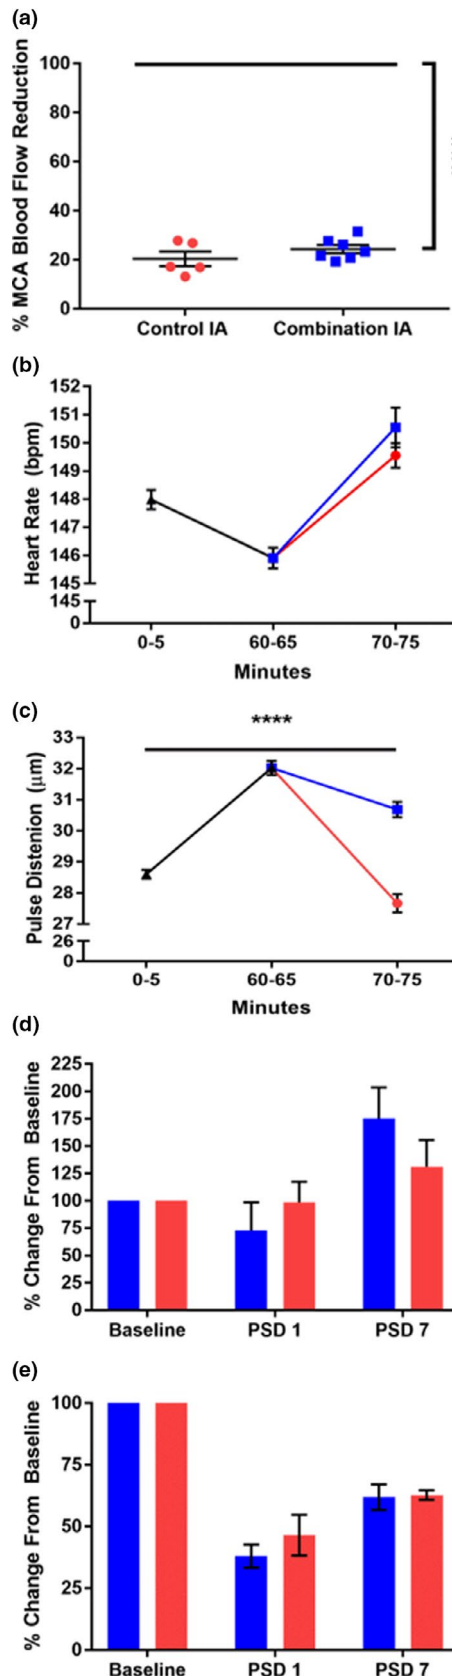 (a)
% MCA Blood Flow Reduction
100
80
60
40
20
0
Control IA
Combination IA
(b)
Heart Rate (bpm)
152
151
150
149
148
147
146
145
145
0
0-5
60-65
70-75
Minutes
(c)
****
Pulse Distenion (μm)
33
32
31
30
29
28
27
26
0
0-5
60-65
70-75
Minutes
(d)
% Change From Baseline
225
200
175
150
125
100
75
50
25
0
Baseline
PSD 1
PSD 7
(e)
% Change From Baseline
100
75
50
25
0
Baseline
PSD 1
PSD 7